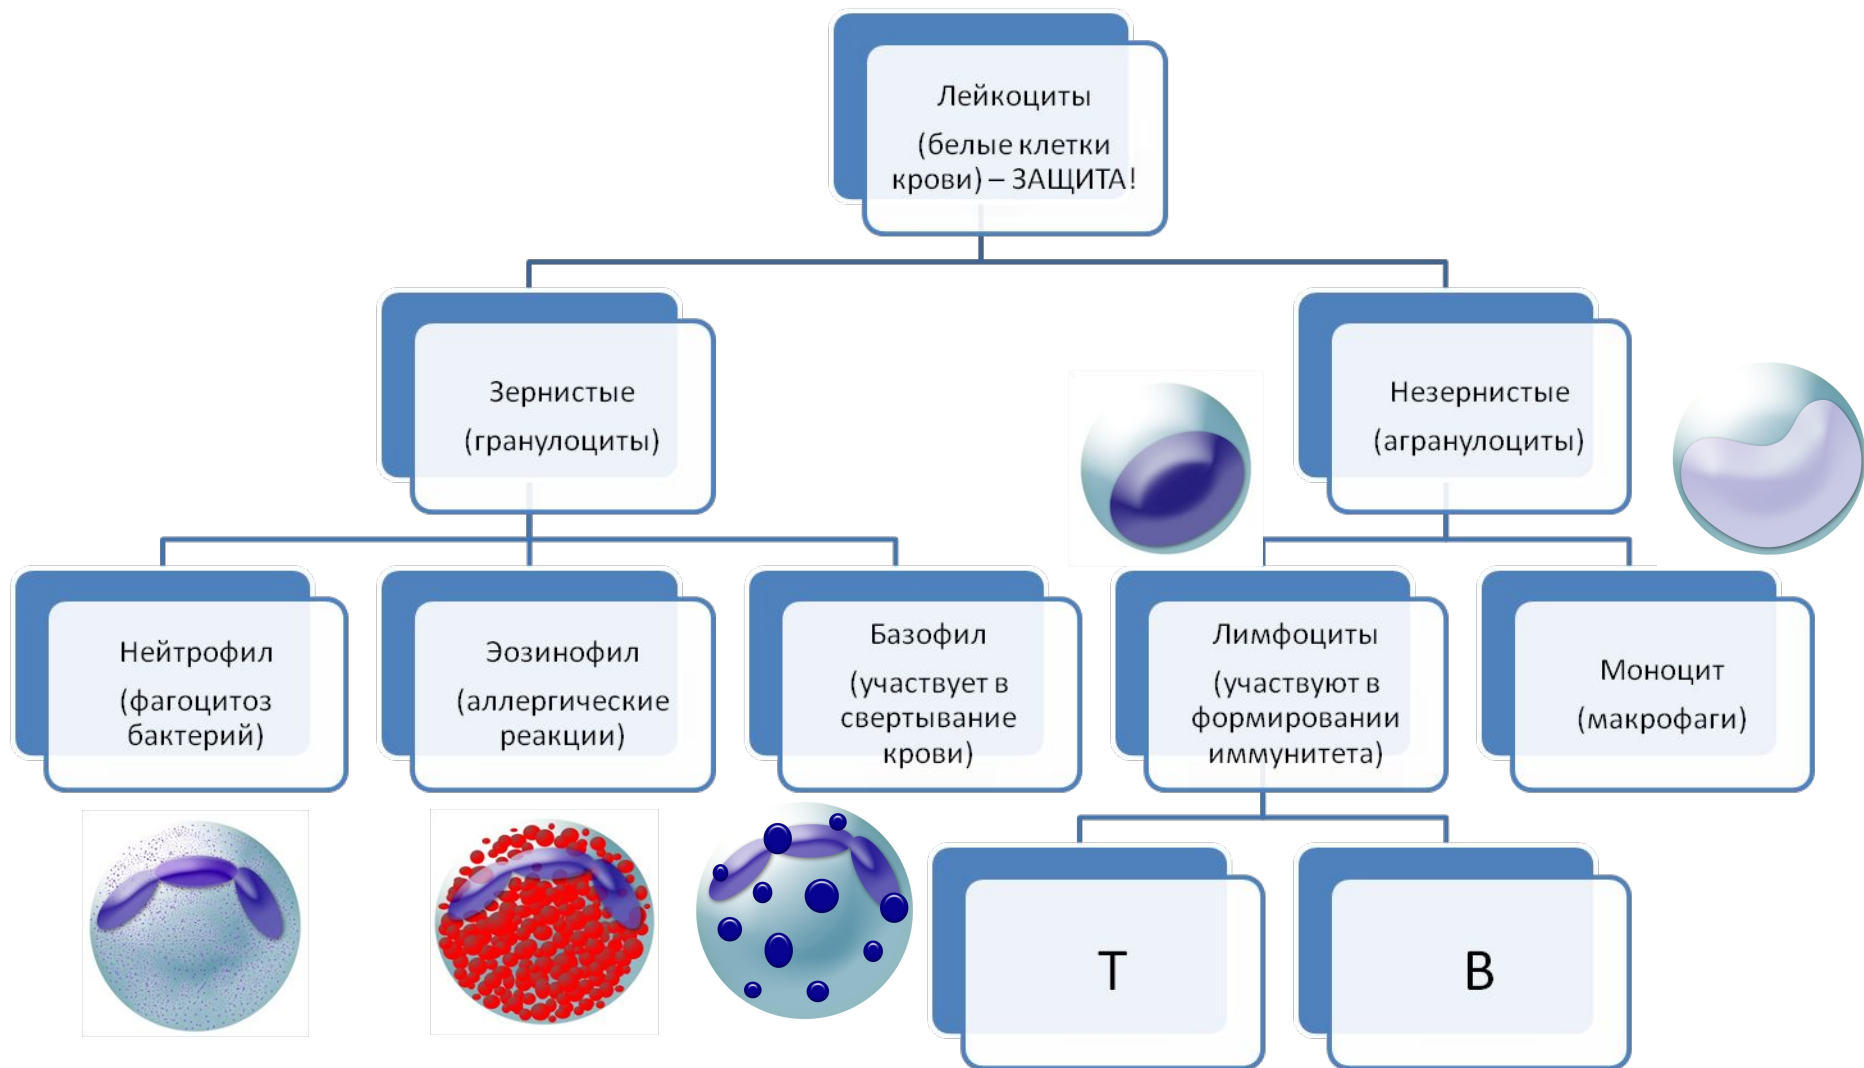 Лейкоциты
(белые клетки
крови) – ЗАЩИТА!
Зернистые
(гранулоциты)
Незернистые
(агранулоциты)
Нейтрофил
(фагоцитоз
бактерий)
Эозинофил
(аллергические
реакции)
Базофил
(участвует в
свертывание
крови)
Лимфоциты
(участвуют в
формировании
иммунитета)
Моноцит
(макрофаги)
Т
В